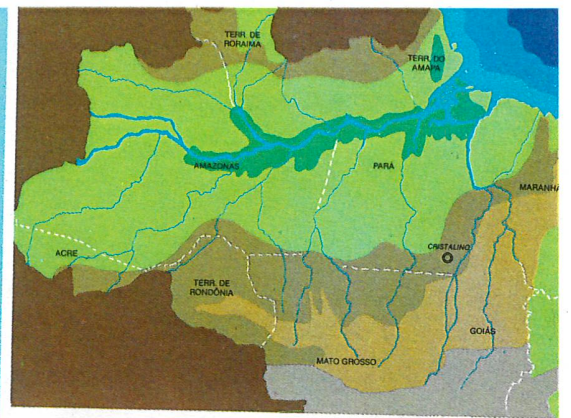 TERR. DE
RORAIMA
TERR. DO
AMAPÁ
AMAZONAS
PARÁ
MARANHÃ
ACRE
CRISTALINO
TERR. DE
RONDÔNIA
GOIÁS
MATO GROSSO